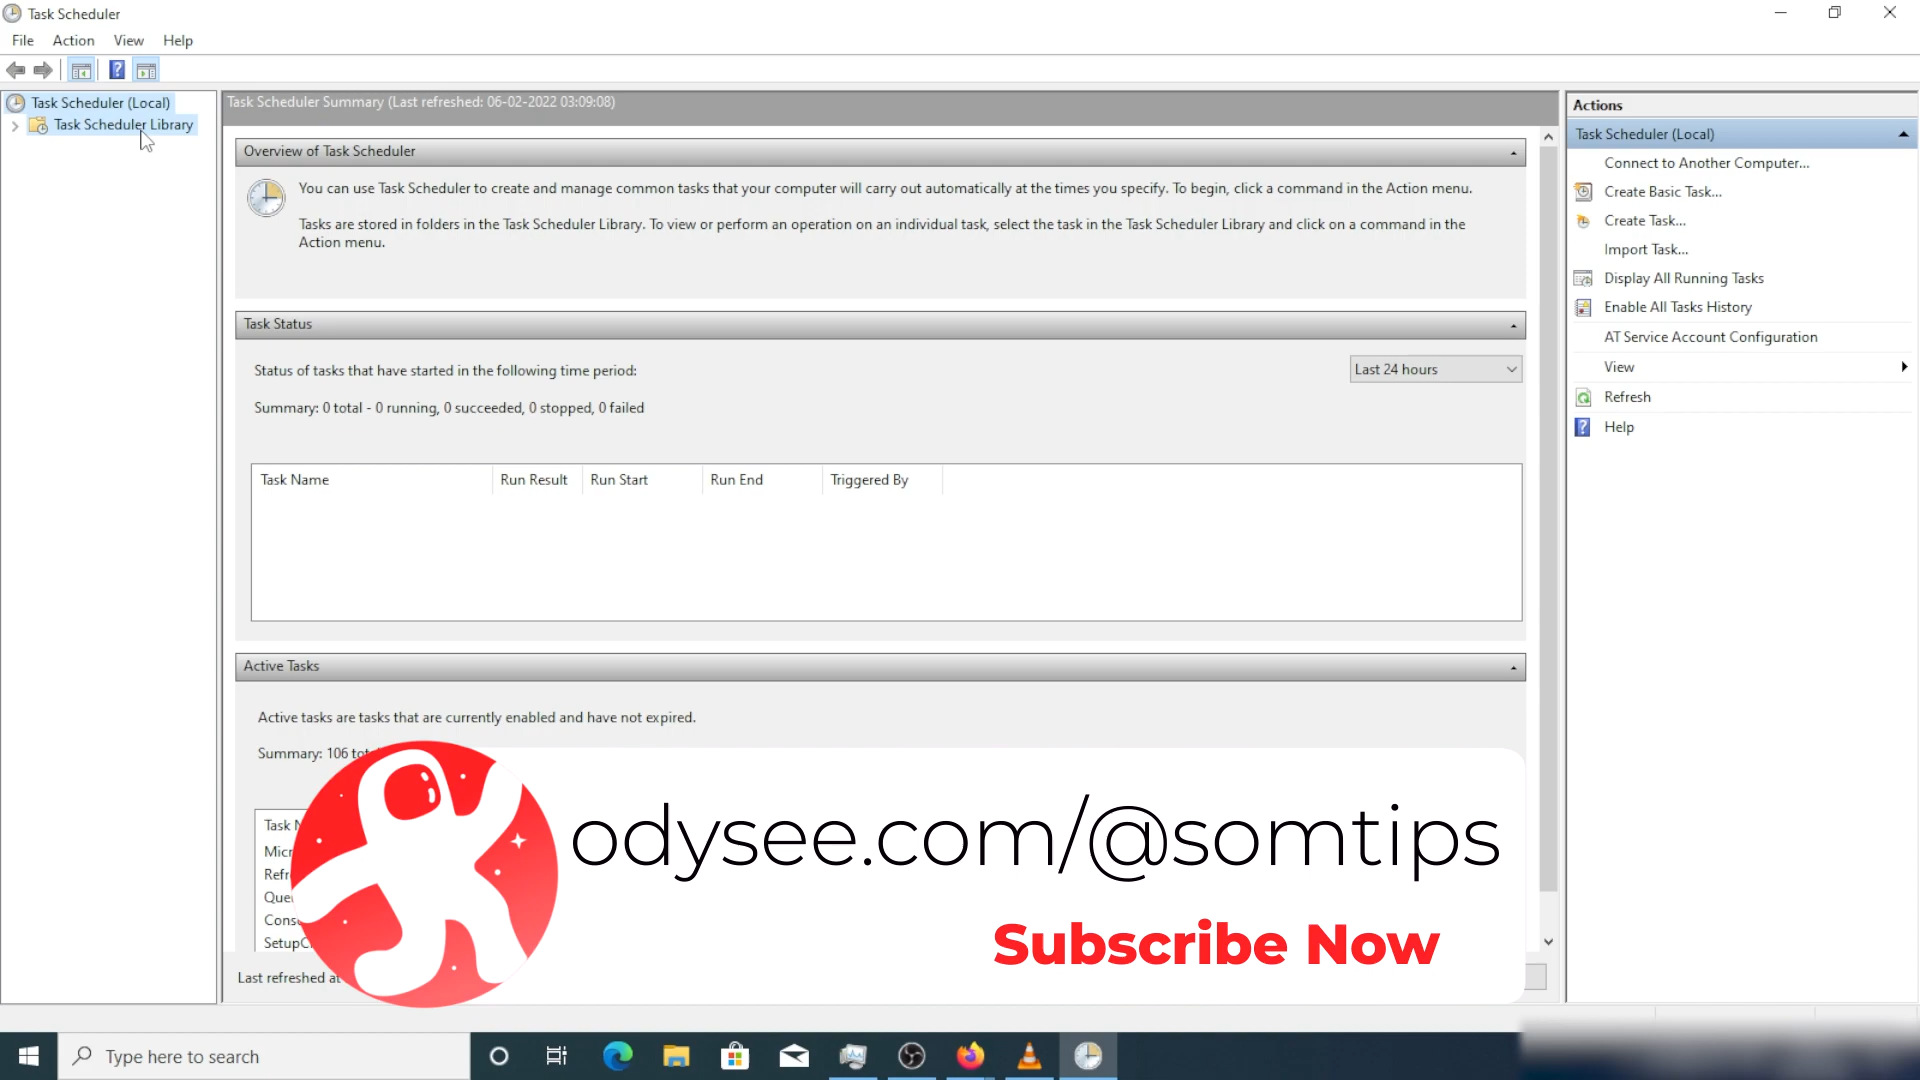 Task Scheduler
File Action View Help
Task Scheduler (Local)
Task Scheduler Library
Task Scheduler Summary (Last refreshed: 06-02-2022 03:09:08)
Overview of Task Scheduler
You can use Task Scheduler to create and manage common tasks that your computer will carry out automatically at the times you specify. To begin, click a command in the Action menu.
Tasks are stored in folders in the Task Scheduler Library. To view or perform an operation on an individual task, select the task in the Task Scheduler Library and click on a command in the
Action menu.
Task Status
Status of tasks that have started in the following time period:
Last 24 hours
Summary: 0 total - 0 running, 0 succeeded, 0 stopped, 0 failed
Task Name Run Result Run Start Run End Triggered By
Active Tasks
Active tasks are tasks that are currently enabled and have not expired.
Summary: 106
Task
Last refreshed at
odysee.com/@somtips
Subscribe Now
Actions
Task Scheduler (Local)
Connect to Another Computer...
Create Basic Task...
Create Task...
Import Task...
Display All Running Tasks
Enable All Tasks History
AT Service Account Configuration
View
Refresh
Help
Type here to search